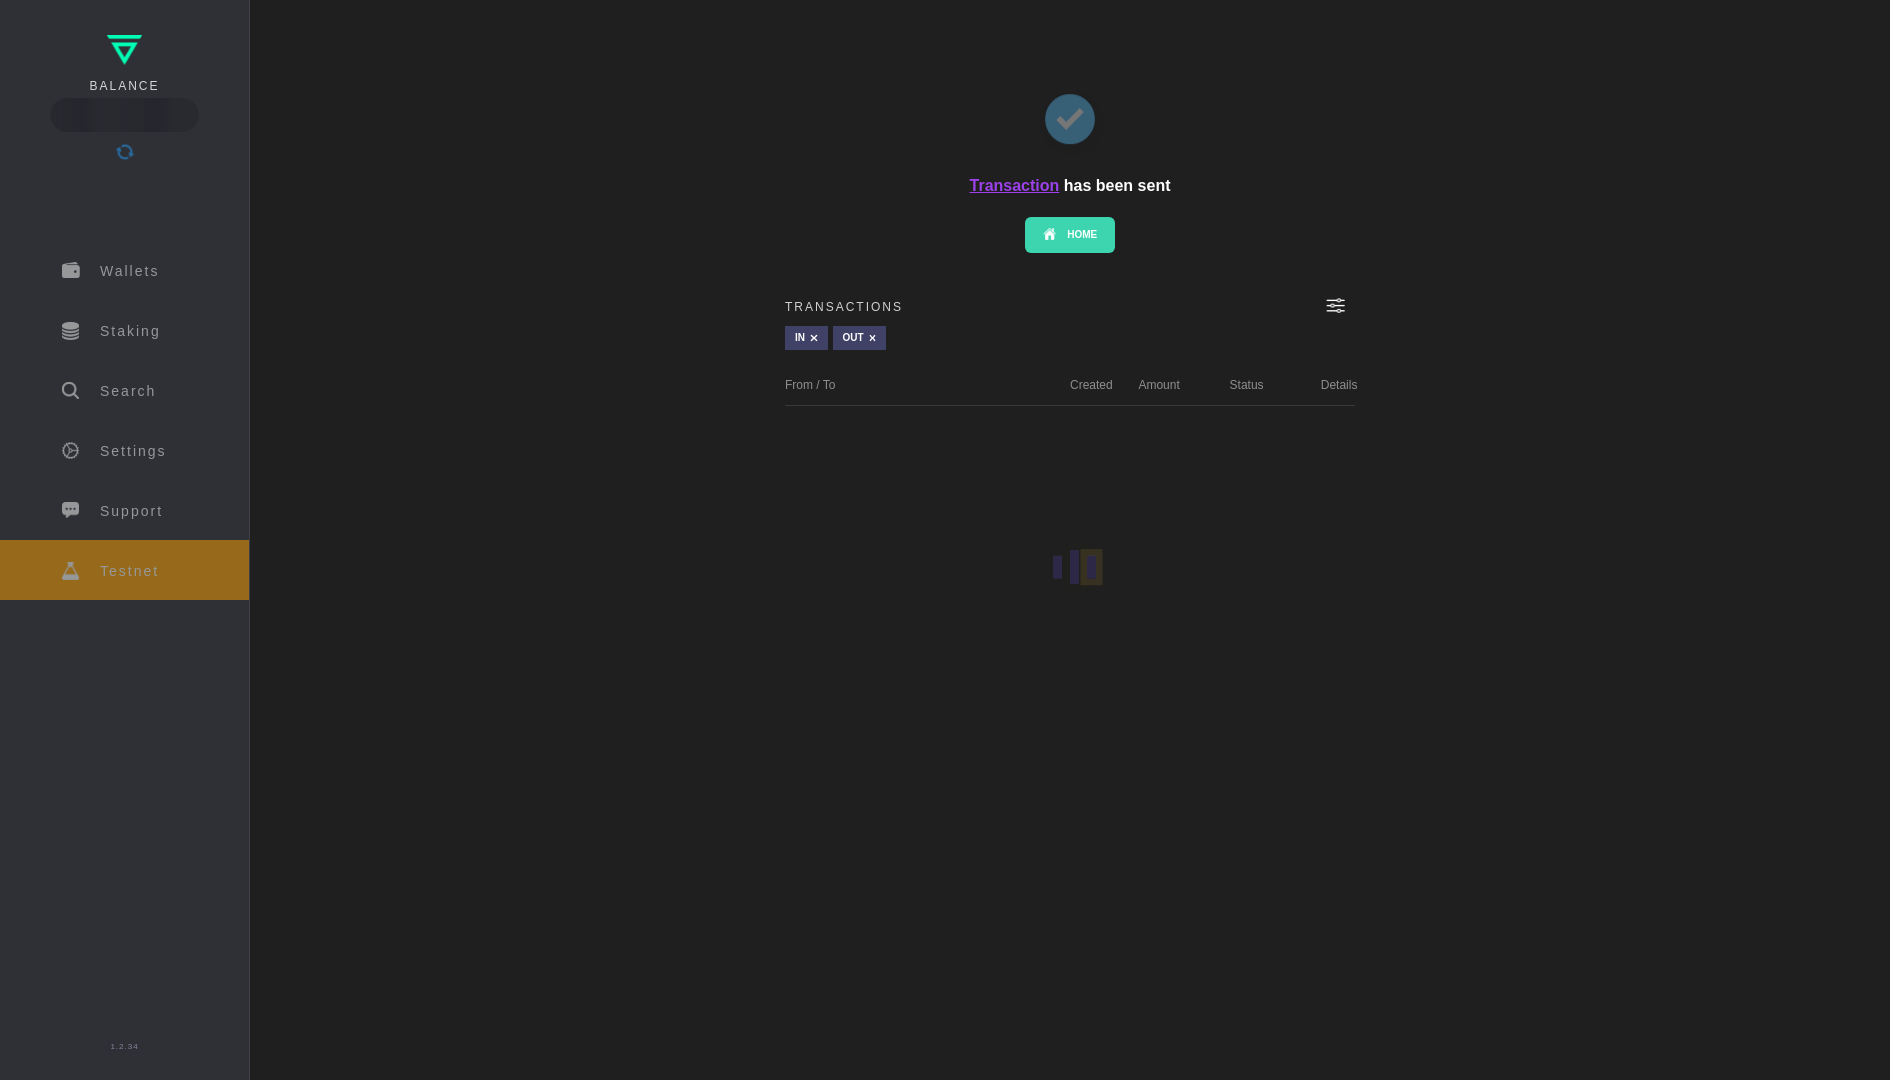 BALANCE
Wallets
Staking
Search
Settings
Support
Testnet
1.2.34
Transaction has been sent
HOME
TRANSACTIONS
IN × OUT ×
From / To Created Amount Status Details